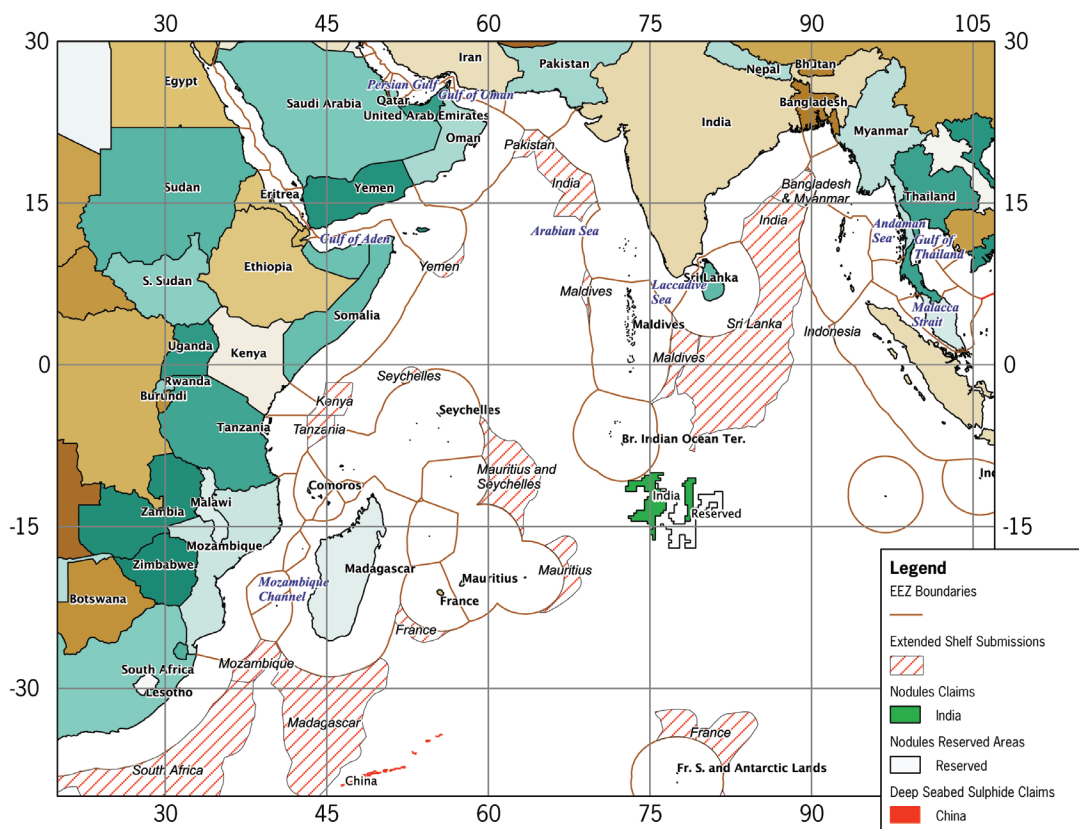 30 45 60 75 90 105
30 30
Iran
Pakistan
Nepal
Bhutan
Egypt
Persian Gulf
Qatar
Gulf of Oman
Saudi Arabia
United Arab Emirates
Bangladesh
India
Oman
Myanmar
Pakistan
Sudan
Eritrea
Yemen
India
Bangladesh
& Myanmar
Thailand
15 15
India
Arabian Sea
Andaman
Sea
Gulf of
Thailand
Gulf of Aden
Ethiopia
Yemen
S. Sudan
Sri Lanka
Laccadive
Sea
Maldives
Somalia
Malacca
Strait
Maldives
Sri Lanka
Indonesia
Uganda
Kenya
Maldives
0 0
Rwanda
Seychelles
Burundi
Kenya
Seychelles
Tanzania
Tanzania
Br. Indian Ocean Ter.
Mauritius and
Seychelles
Ind
Comoros
India
Malawi
Zambia
Reserved
-15 -15
Mozambique
Zimbabwe
Madagascar
Mauritius
Mozambique
Channel
Mauritius
Botswana
France
France
South Africa
Mozambique
Lesotho
-30
Madagascar
France
South Africa
China
Fr. S. and Antarctic Lands
30 45 60 75 90
Legend
EEZ Boundaries
Extended Shelf Submissions
Nodules Claims
India
Nodules Reserved Areas
Reserved
Deep Seabed Sulphide Claims
China